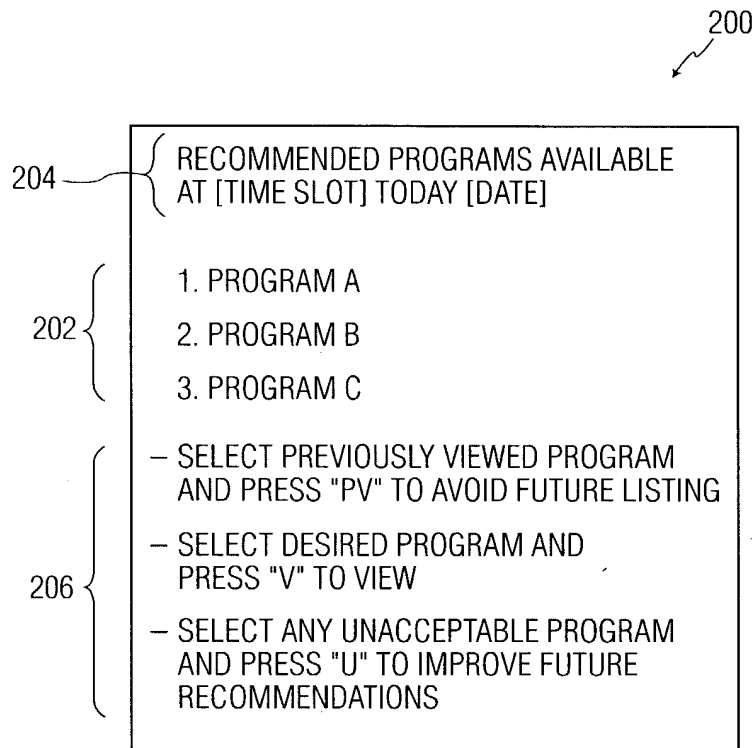 200
204
RECOMMENDED PROGRAMS AVAILABLE
AT [TIME SLOT] TODAY [DATE]
202
1. PROGRAM A
2. PROGRAM B
3. PROGRAM C
206
– SELECT PREVIOUSLY VIEWED PROGRAM
AND PRESS "PV" TO AVOID FUTURE LISTING
– SELECT DESIRED PROGRAM AND
PRESS "V" TO VIEW
– SELECT ANY UNACCEPTABLE PROGRAM
AND PRESS "U" TO IMPROVE FUTURE
RECOMMENDATIONS